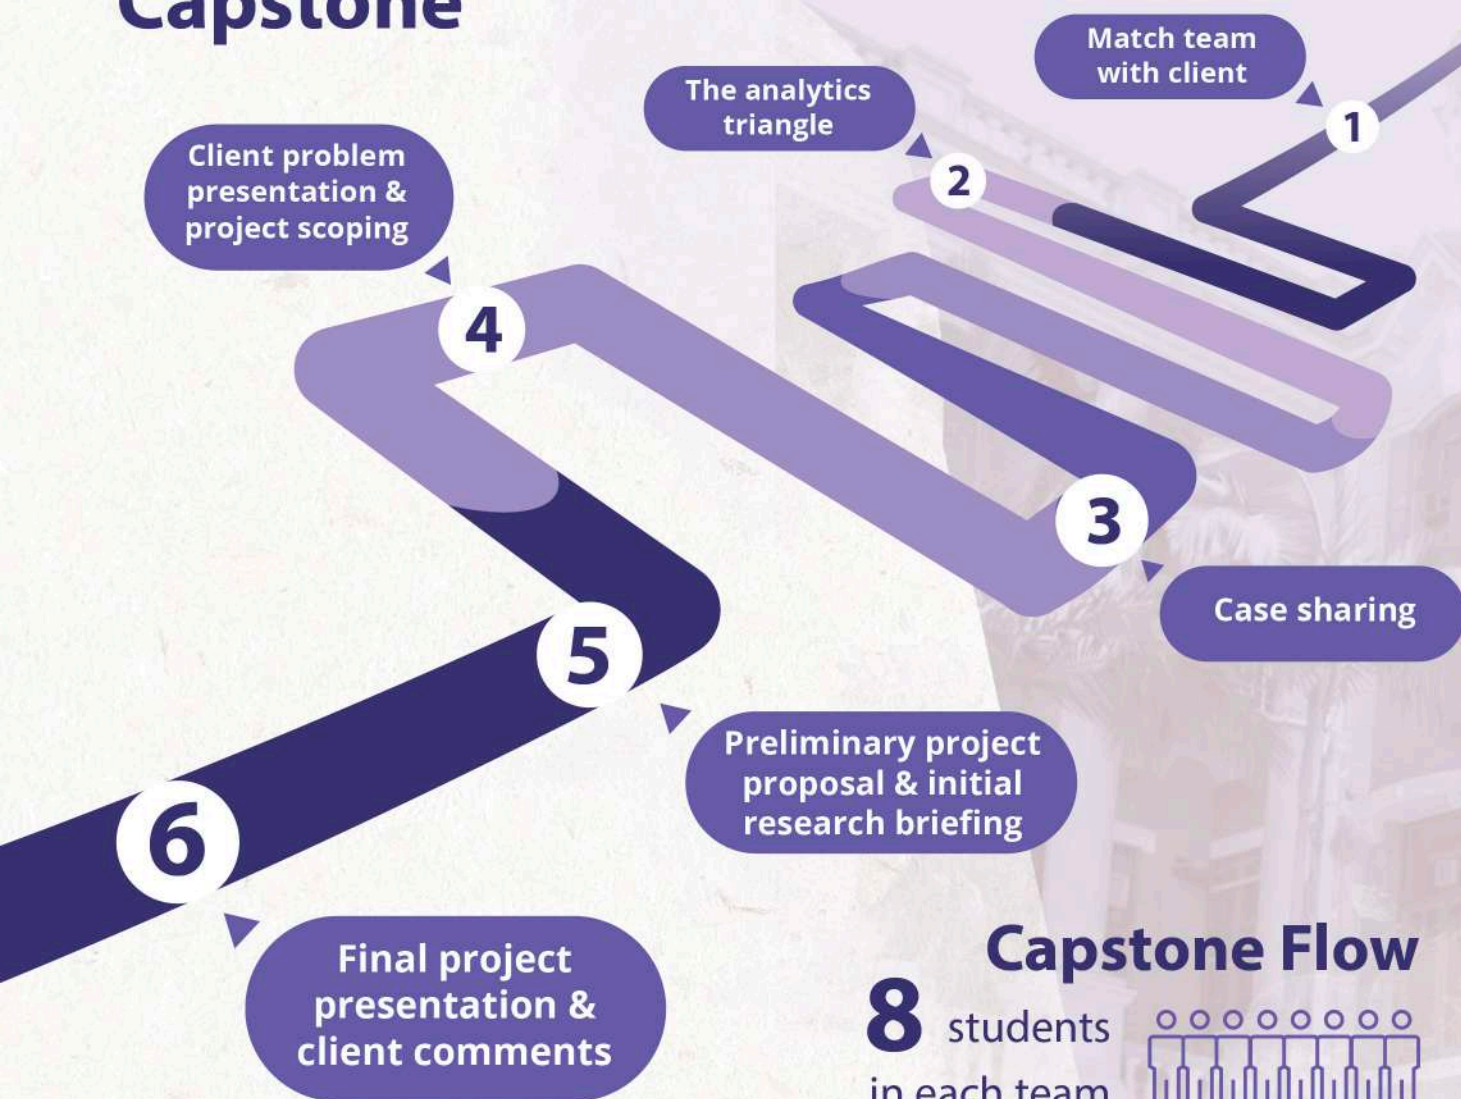 Capstone
Match team
with client
1
The analytics
triangle
2
Case sharing
3
Client problem
presentation &
project scoping
4
Preliminary project
proposal & initial
research briefing
5
Final project
presentation &
client comments
6
Capstone Flow
8 students
in each team